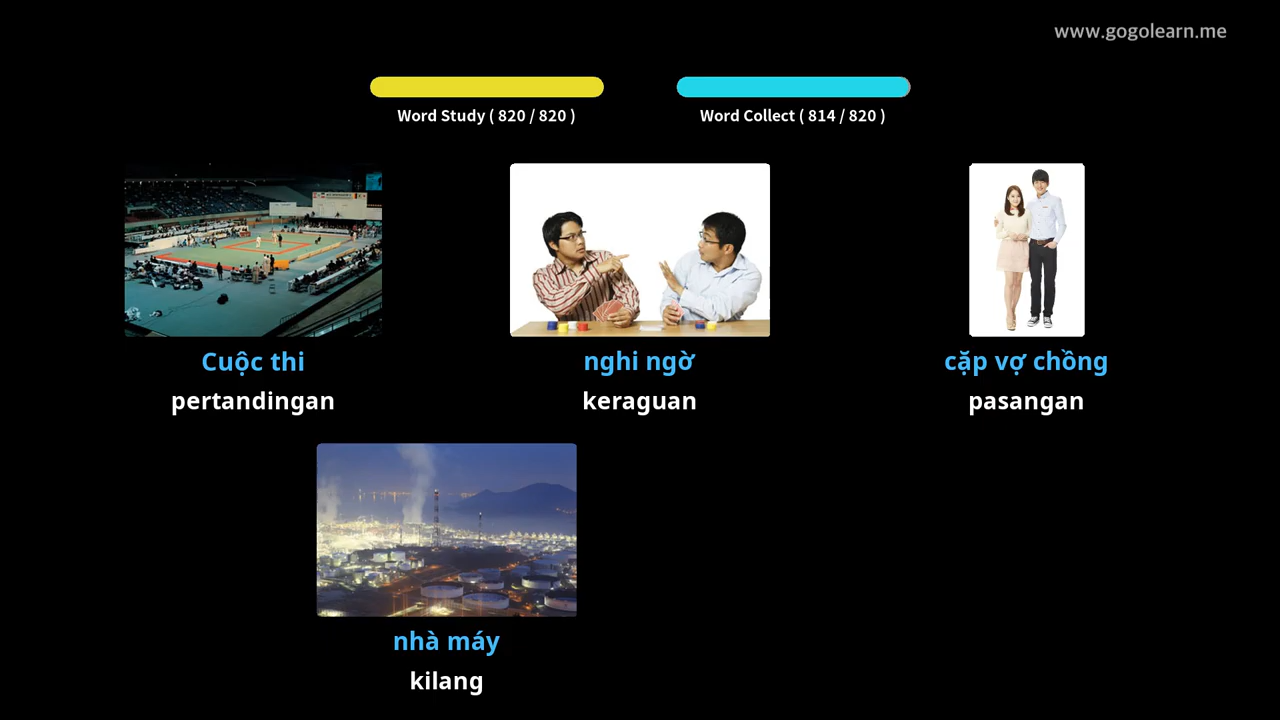 www.gogolearn.me
Word Study ( 820 / 820 )
Word Collect ( 814 / 820 )
Cuộc thi
pertandingan
nghi ngờ
keraguan
cặp vợ chồng
pasangan
nhà máy
kilang